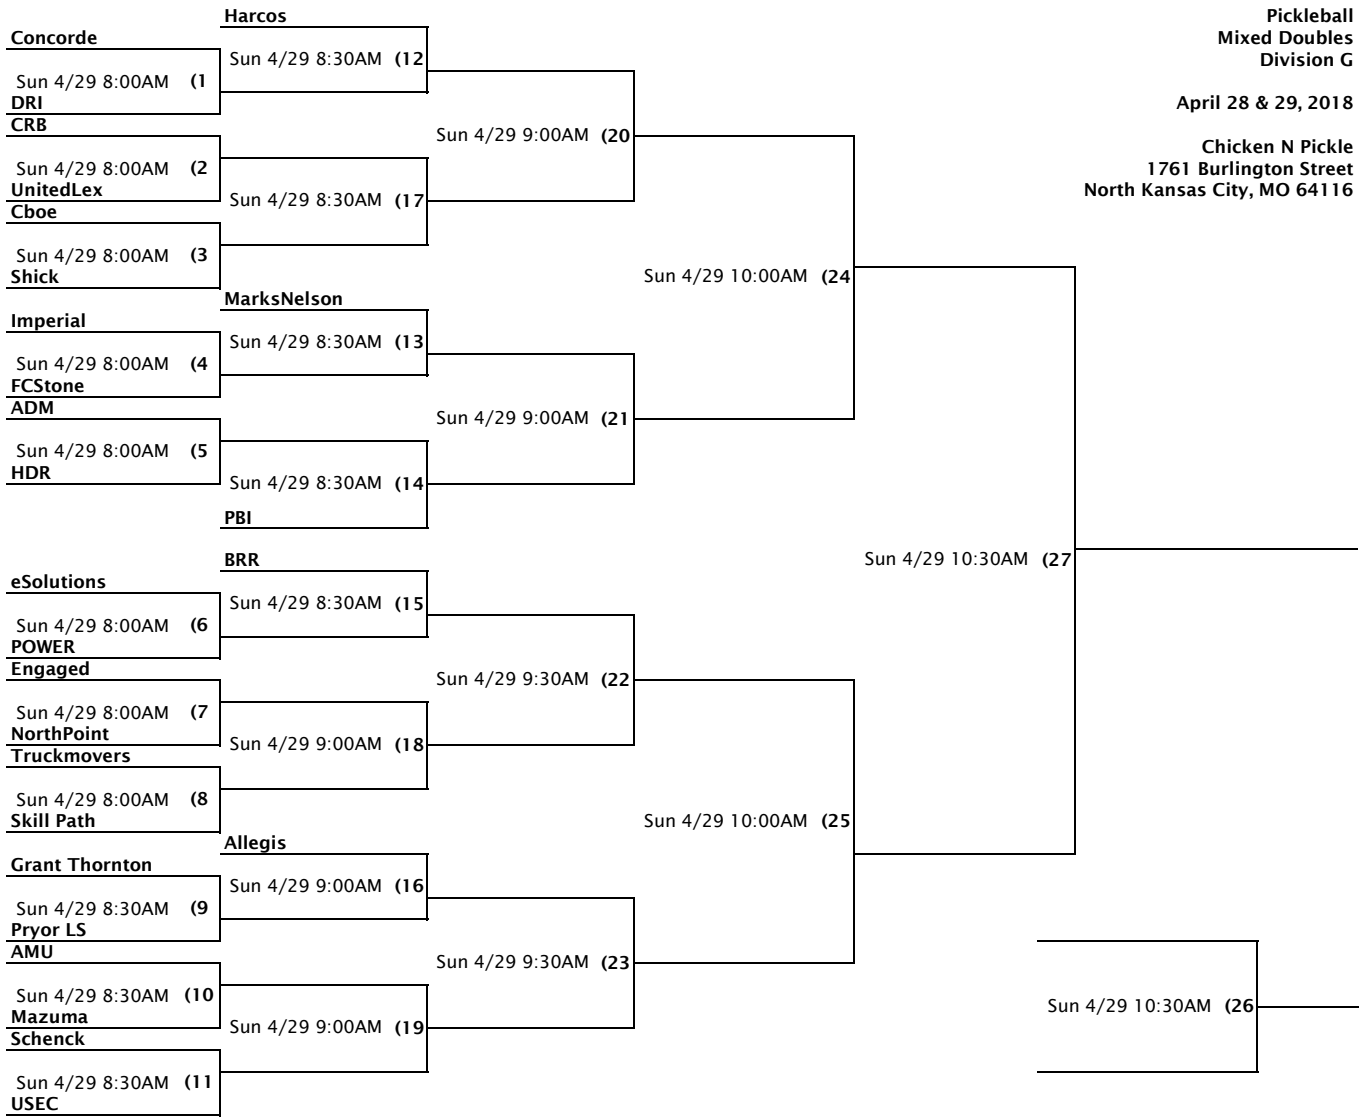 Harcos
Pickleball
Concorde
Mixed Doubles
Sun 4/29 8:30AM (12
Division G
Sun 4/29 8:00AM (1
DRI
April 28 & 29, 2018
CRB
Sun 4/29 9:00AM (20
Chicken N Pickle
Sun 4/29 8:00AM (2
1761 Burlington Street
UnitedLex
North Kansas City, MO 64116
Sun 4/29 8:30AM (17
Cboe
Sun 4/29 8:00AM (3
Shick
Sun 4/29 10:00AM (24
MarksNelson
Imperial
Sun 4/29 8:30AM (13
Sun 4/29 8:00AM (4
FCStone
ADM
Sun 4/29 9:00AM (21
Sun 4/29 8:00AM (5
HDR
Sun 4/29 8:30AM (14
PBI
BRR
Sun 4/29 10:30AM (27
eSolutions
Sun 4/29 8:30AM (15
Sun 4/29 8:00AM (6
POWER
Engaged
Sun 4/29 9:30AM (22
Sun 4/29 8:00AM (7
NorthPoint
Sun 4/29 9:00AM (18
Truckmovers
Sun 4/29 8:00AM (8
Skill Path
Sun 4/29 10:00AM (25
Allegis
Grant Thornton
Sun 4/29 9:00AM (16
Sun 4/29 8:30AM (9
Pryor LS
AMU
Sun 4/29 9:30AM (23
Sun 4/29 8:30AM (10
Sun 4/29 10:30AM (26
Mazuma
Sun 4/29 9:00AM (19
Schenck
Sun 4/29 8:30AM (11
USEC